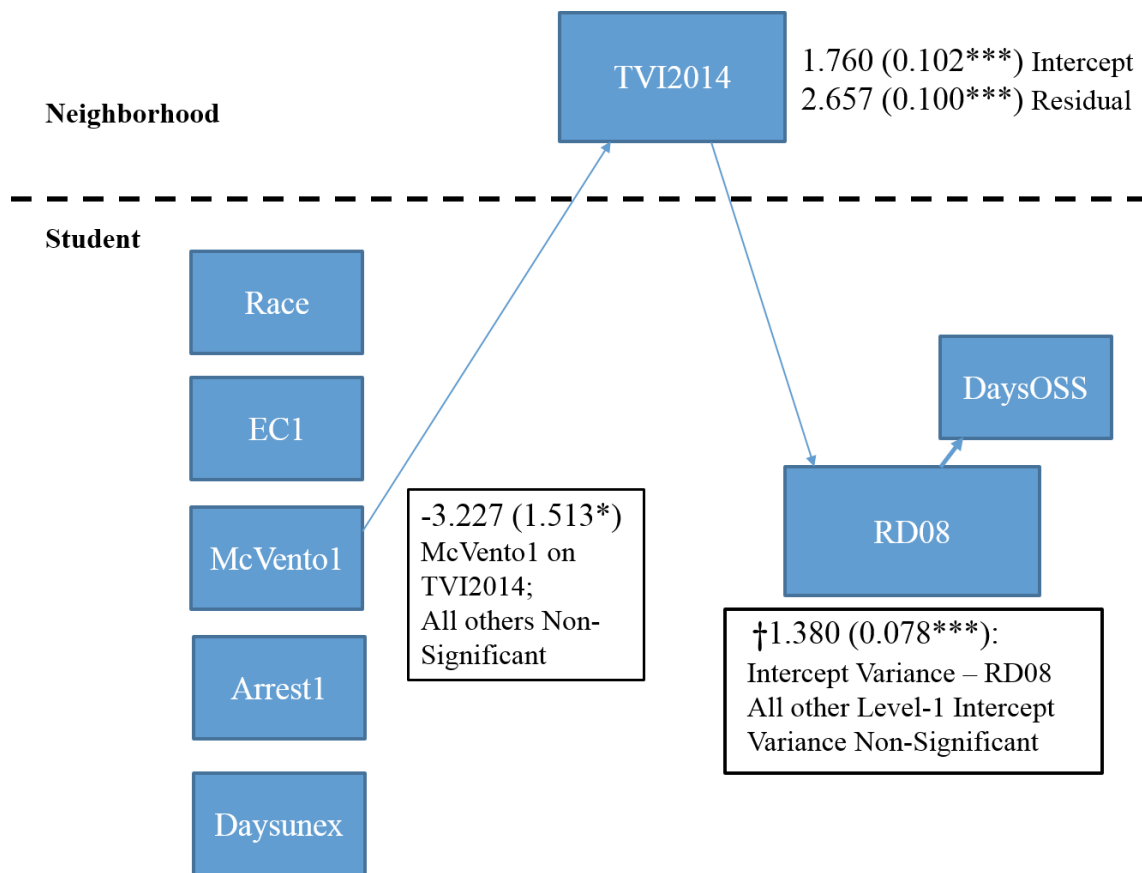 TVI2014
1.760 (0.102***) Intercept
2.657 (0.100***) Residual
Neighborhood
Student
Race
EC1
McVento1
Arrest1
Daysunex
-3.227 (1.513*)
McVento1 on
TVI2014;
All others Non-
Significant
DaysOSS
RD08
†1.380 (0.078***):
Intercept Variance – RD08
All other Level-1 Intercept
Variance Non-Significant